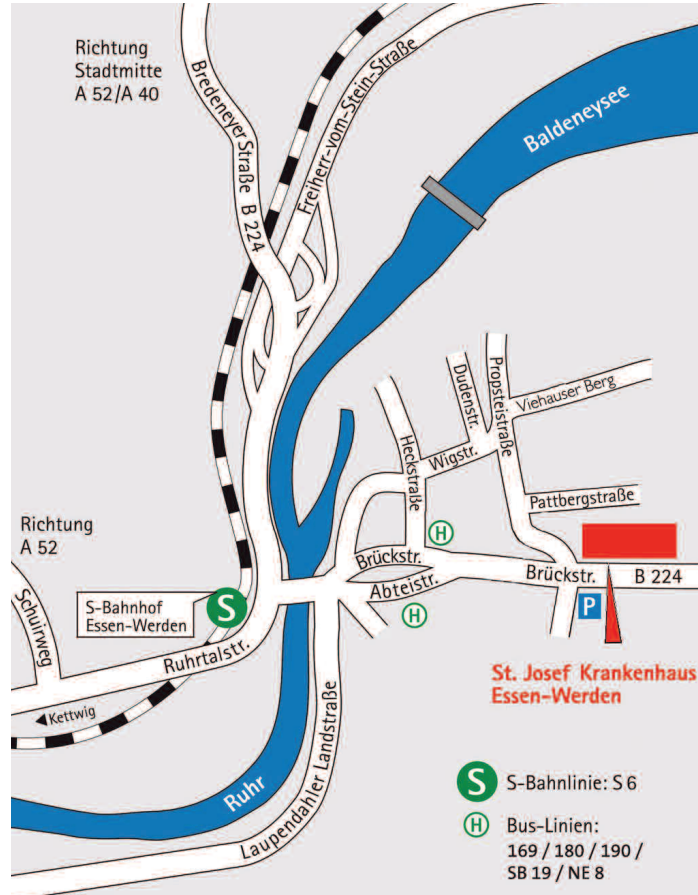 Richtung
Stadtmitte
A 52/A 40
Bredeneyer
Straße B 224
Freiherr-vom-Stein-Straße
Baldeneysee
Dudenstr.
Propsteistraße
Viehauser Berg
Heckstraße
Wigstr.
Pattbergstraße
Richtung
A 52
H
Brückstr.
Abteistr.
H
Brückstr.
B 224
P
S-Bahnhof
Essen-Werden
S
Schuirweg
Ruhrtalstr.
Kettwig
St. Josef Krankenhaus
Essen-Werden
Ruhr
Laupendahler Landstraße
S S-Bahnlinie: S 6
H Bus-Linien:
169 / 180 / 190 /
SB 19 / NE 8